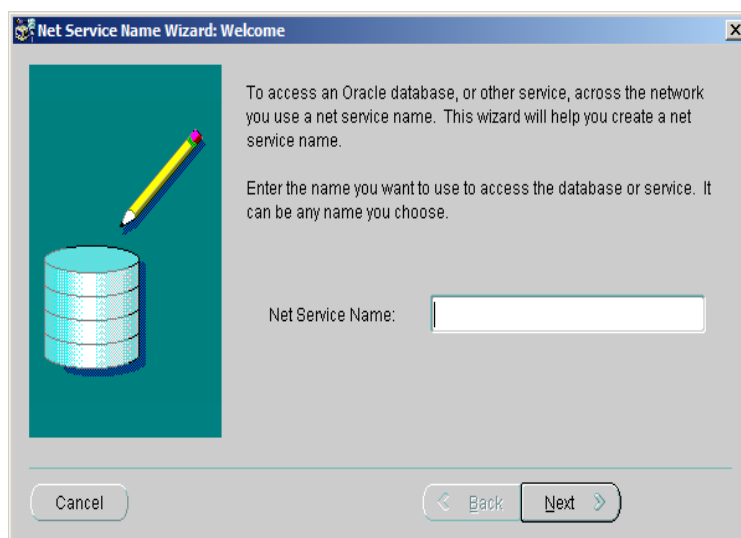 Net Service Name Wizard: Welcome
To access an Oracle database, or other service, across the network
you use a net service name. This wizard will help you create a net
service name.
Enter the name you want to use to access the database or service. It
can be any name you choose.
Net Service Name:
Cancel
Back
Next